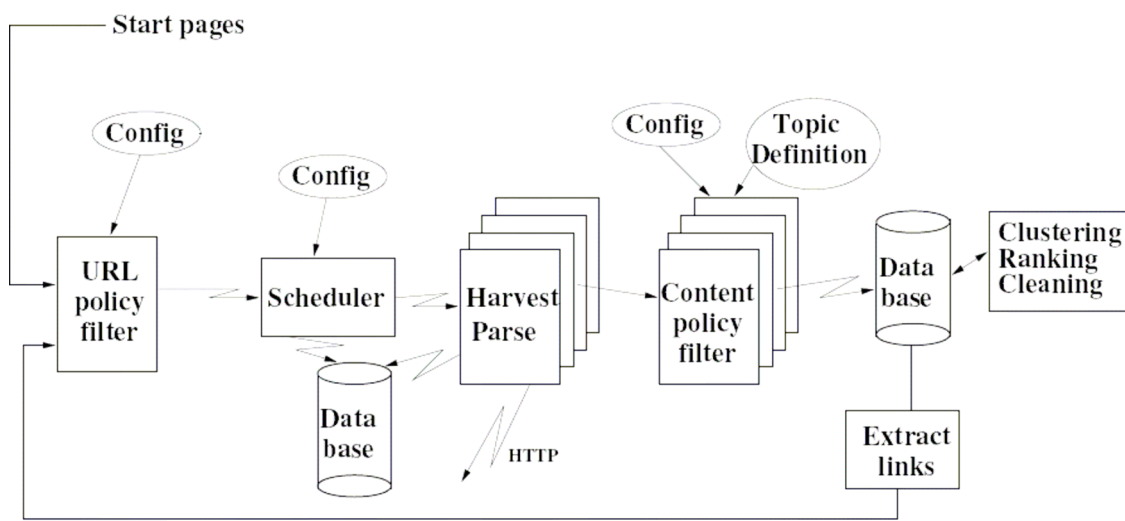 Start pages
Config
Config
Config
Topic
Definition
URL
policy
filter
Scheduler
Harvest
Parse
Content
policy
filter
Data
base
Clustering
Ranking
Cleaning
Data
base
HTTP
Extract
links